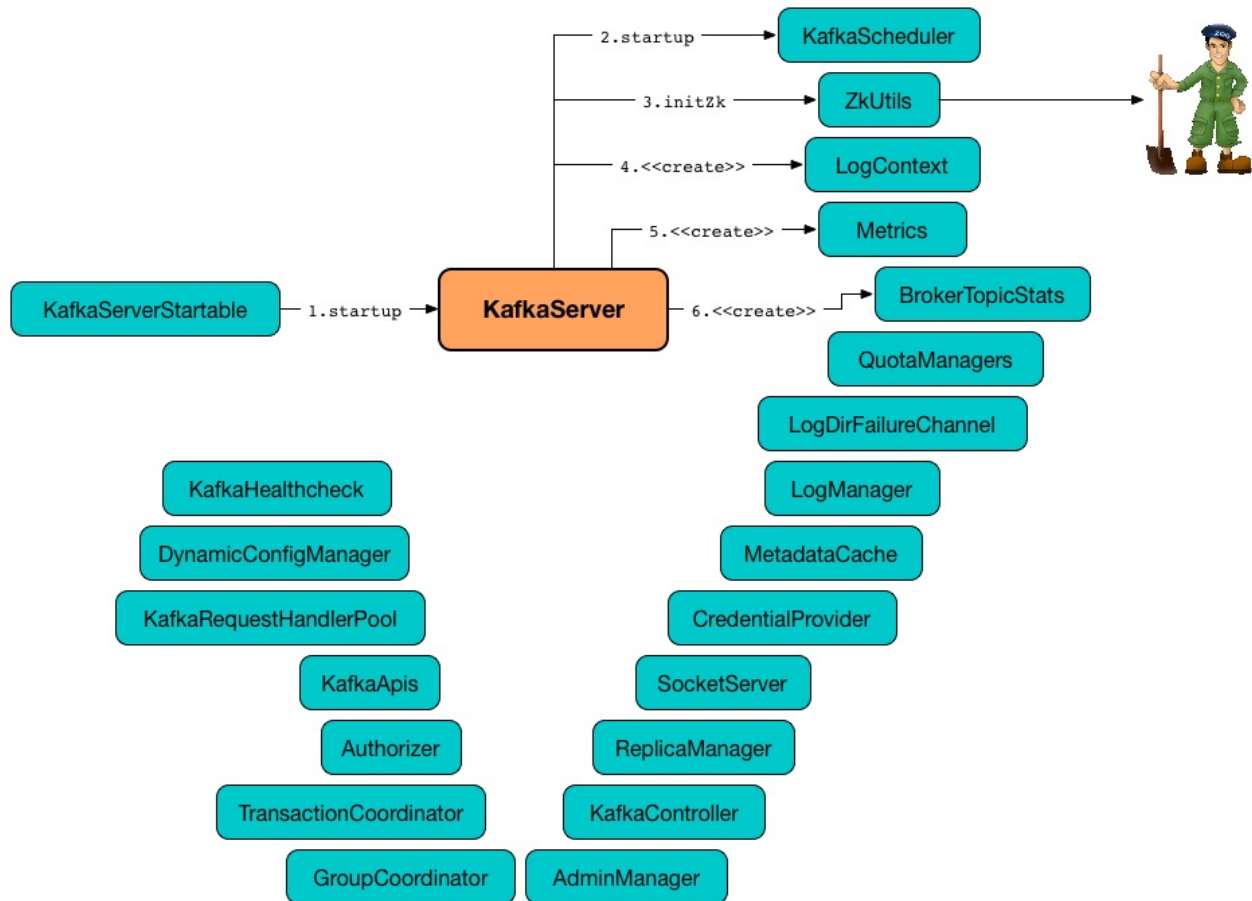 2.startup
KafkaScheduler
ZOO
3.initZk
ZkUtils
4.<<create>>
LogContext
5.<<create>>
Metrics
KafkaServerStartable
1.startup
KafkaServer
6.<<create>>
BrokerTopicStats
QuotaManagers
LogDirFailureChannel
KafkaHealthcheck
LogManager
DynamicConfigManager
MetadataCache
KafkaRequestHandlerPool
CredentialProvider
KafkaApis
SocketServer
Authorizer
ReplicaManager
TransactionCoordinator
KafkaController
GroupCoordinator
AdminManager